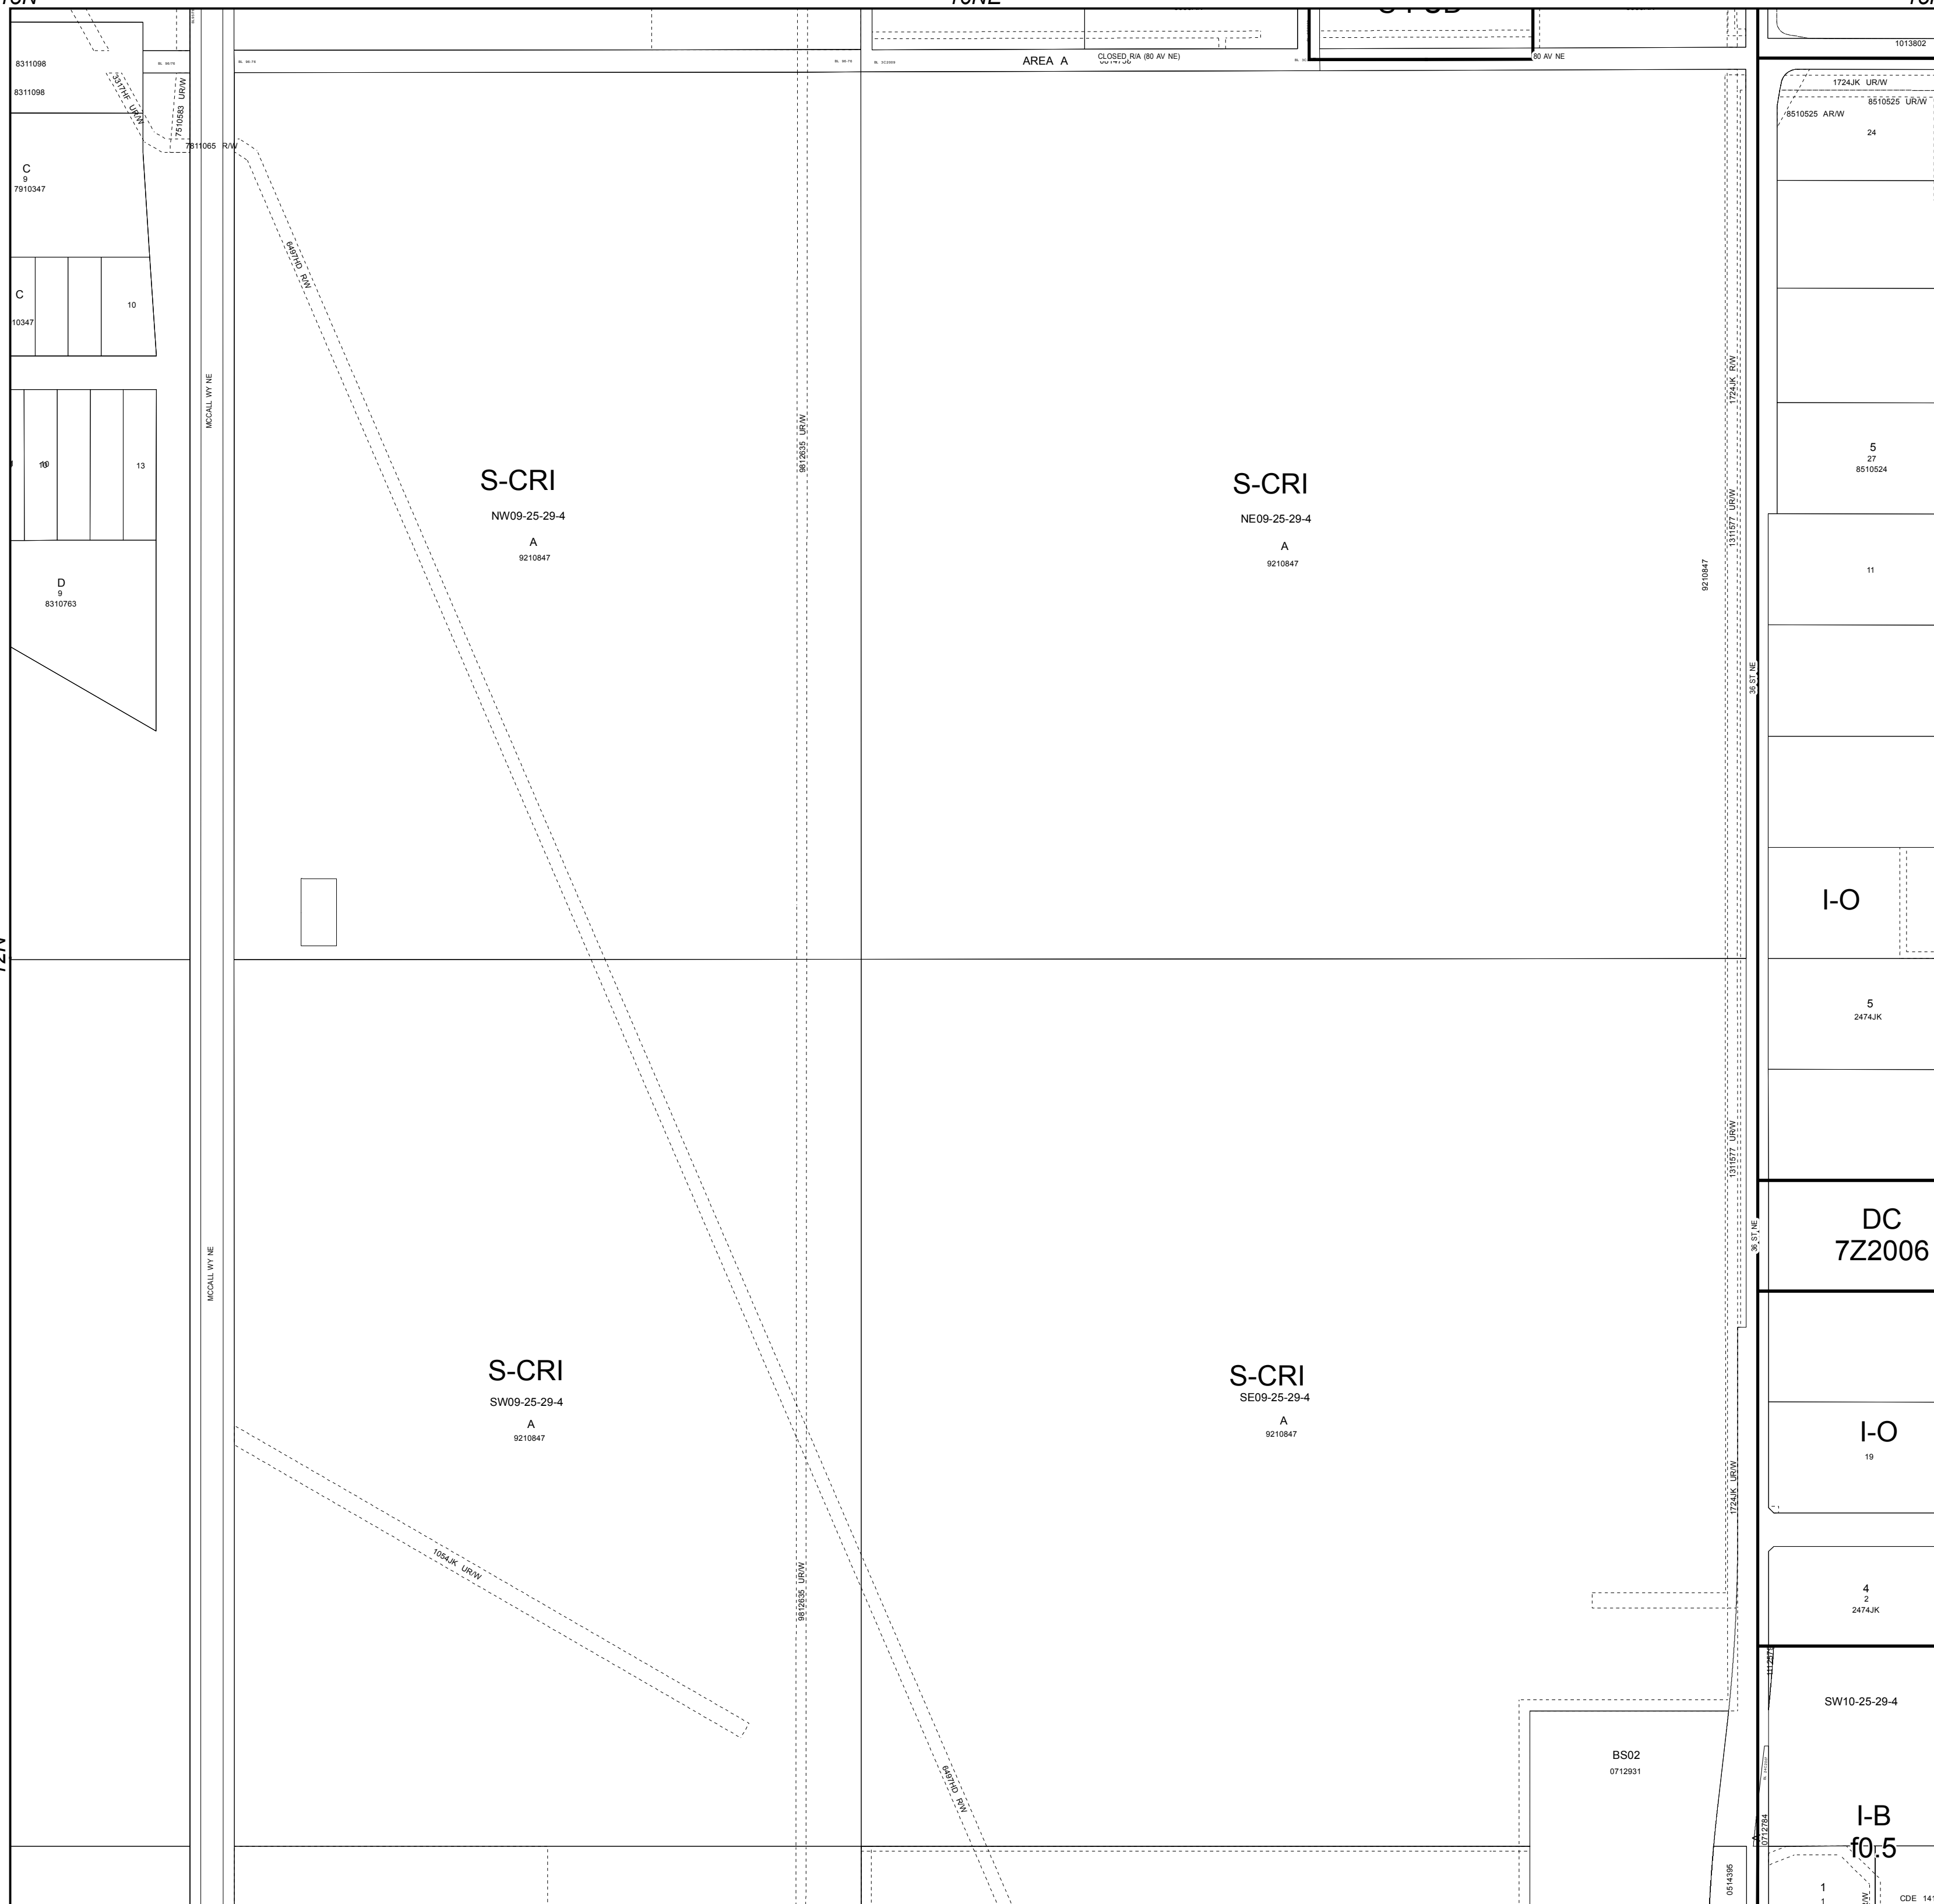 8311098
8311098
3317HF UR/W
7510583 UR/W
7811065 R/W
C
9
7910347
C
10347
10
13
D
9
8310763
MCCALL WY NE
MCCALL WY NE
6497HD R/W
9812635 UR/W
AREA A
CLOSED R/A (80 AV NE)
80 AV NE
1013802
1724JK UR/W
8510525 UR/W
8510525 AR/W
24
S-CRI
NW09-25-29-4
A
9210847
S-CRI
NE09-25-29-4
A
9210847
9210847
1724JK R/W
1311577 UR/W
36 ST NE
5
27
8510524
11
I-O
5
2474JK
1311577 UR/W
36 ST NE
DC
7Z2006
S-CRI
SW09-25-29-4
A
9210847
S-CRI
SE09-25-29-4
A
9210847
I-O
19
1724JK UR/W
1054JK UR/W
9812635 UR/W
6497HD R/W
4
2
2474JK
SW10-25-29-4
BS02
0712931
0712784
I-B
f0.5
0514395
1
1